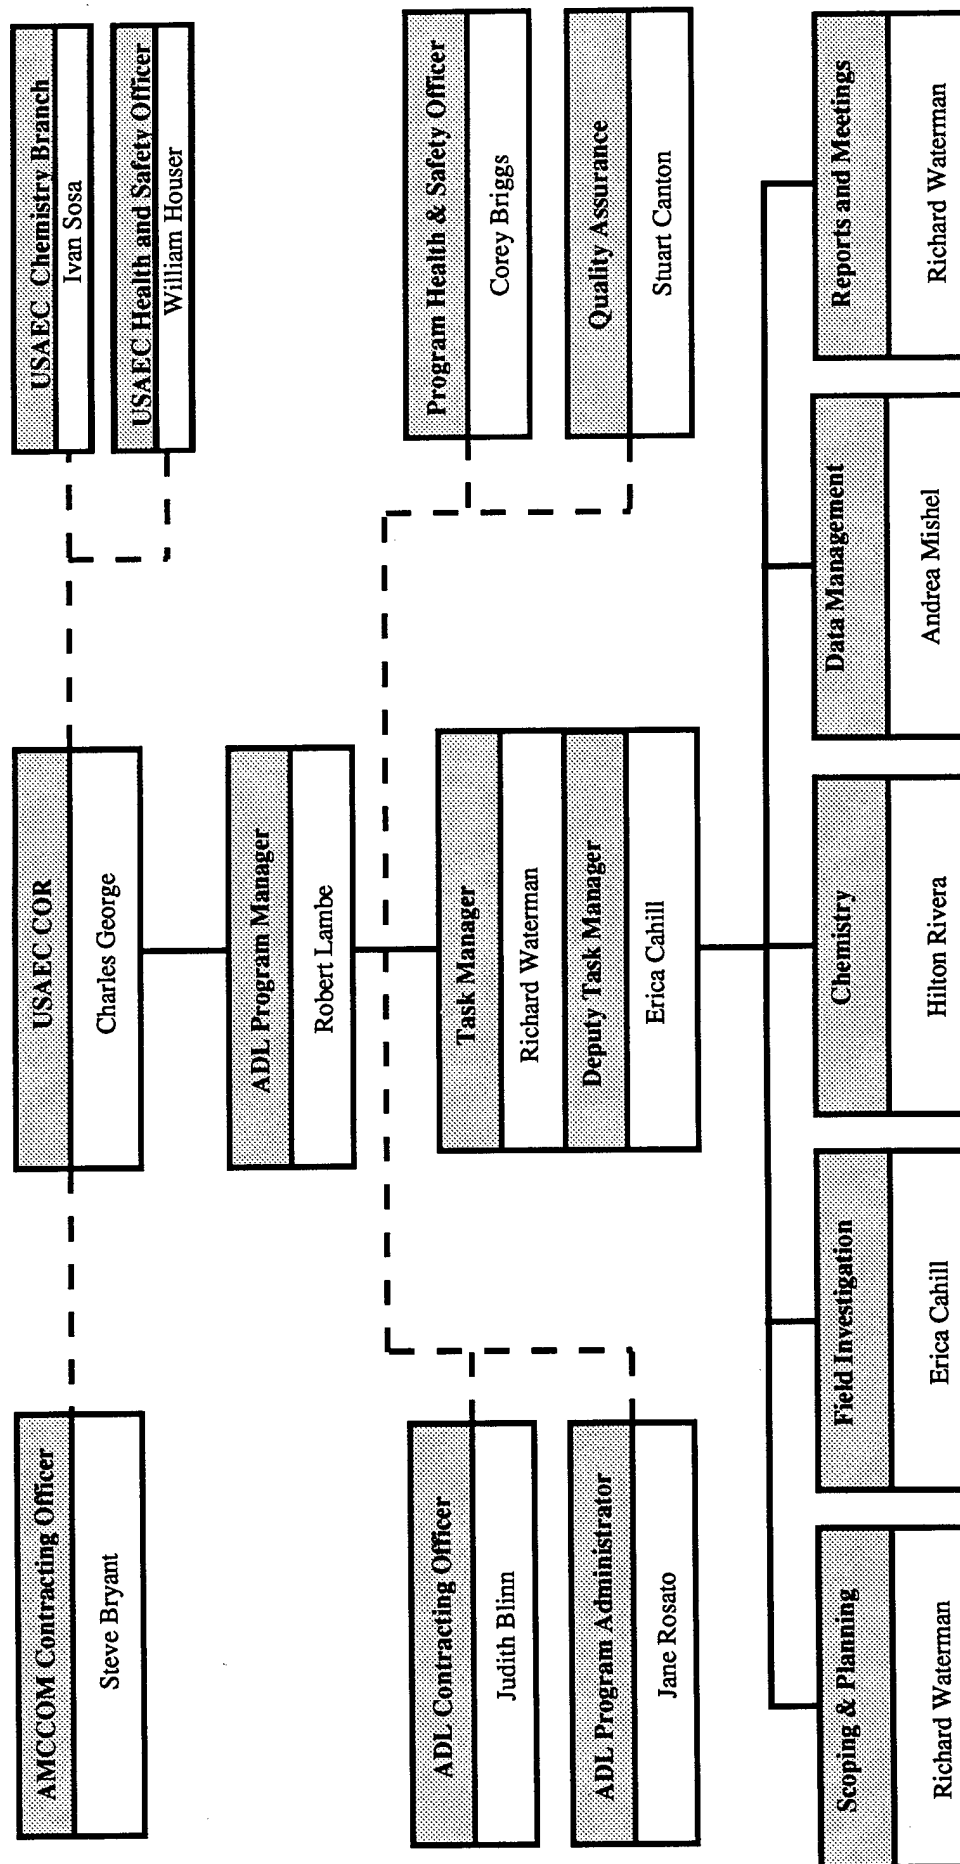 AMCCOM Contracting Officer
Steve Bryant
USAEC COR
Charles George
USAEC Chemistry Branch
Ivan Sosa
USAEC Health and Safety Officer
William Houser
ADL Program Manager
Robert Lambe
ADL Contracting Officer
Judith Blinn
ADL Program Administrator
Jane Rosato
Task Manager
Richard Waterman
Deputy Task Manager
Erica Cahill
Program Health & Safety Officer
Corey Briggs
Quality Assurance
Stuart Canton
Scoping & Planning
Richard Waterman
Field Investigation
Erica Cahill
Chemistry
Hilton Rivera
Data Management
Andrea Mishel
Reports and Meetings
Richard Waterman